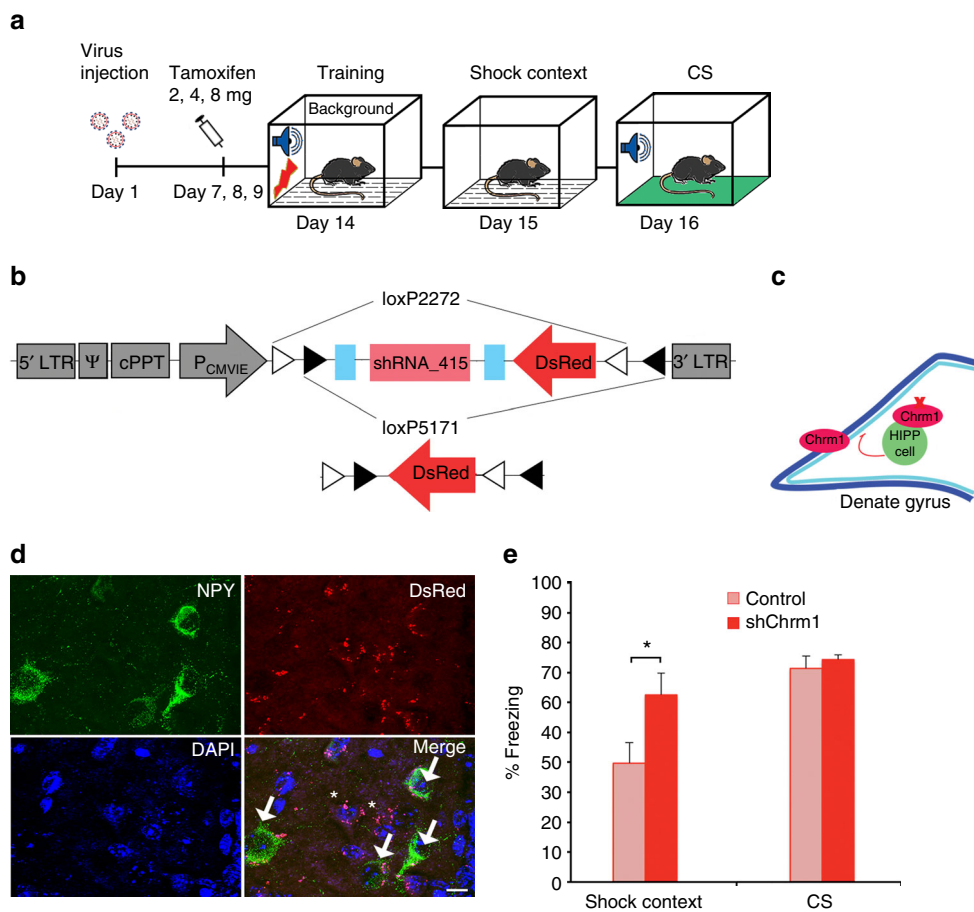 a
Virus
injection
Tamoxifen
2, 4, 8 mg
Training
Shock context
CS
Background
Day 1
Day 7, 8, 9
Day 14
Day 15
Day 16
b
loxP2272
5′ LTR
Ψ
cPPT
PCMVIE
shRNA_415
DsRed
3′ LTR
loxP5171
DsRed
c
Chrm1
Chrm1
HIPP
cell
Denate gyrus
d
NPY
DsRed
DAPI
Merge
*
*
e
% Freezing
100
90
80
70
60
40
50
30
20
10
0
Control
shChrm1
*
Shock context
CS